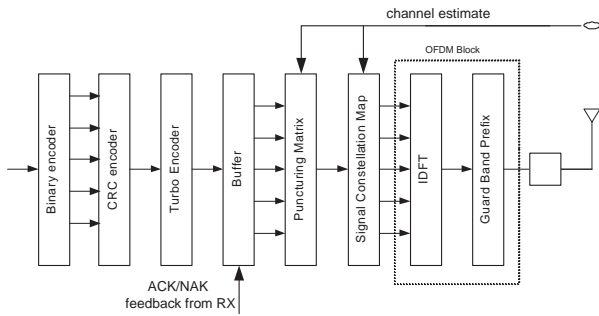 channel estimate
OFDM Block
Binary encoder
CRC encoder
Turbo Encoder
Buffer
Puncturing Matrix
Signal Constellation Map
IDFT
Guard Band Prefix
ACK/NAK
feedback from RX